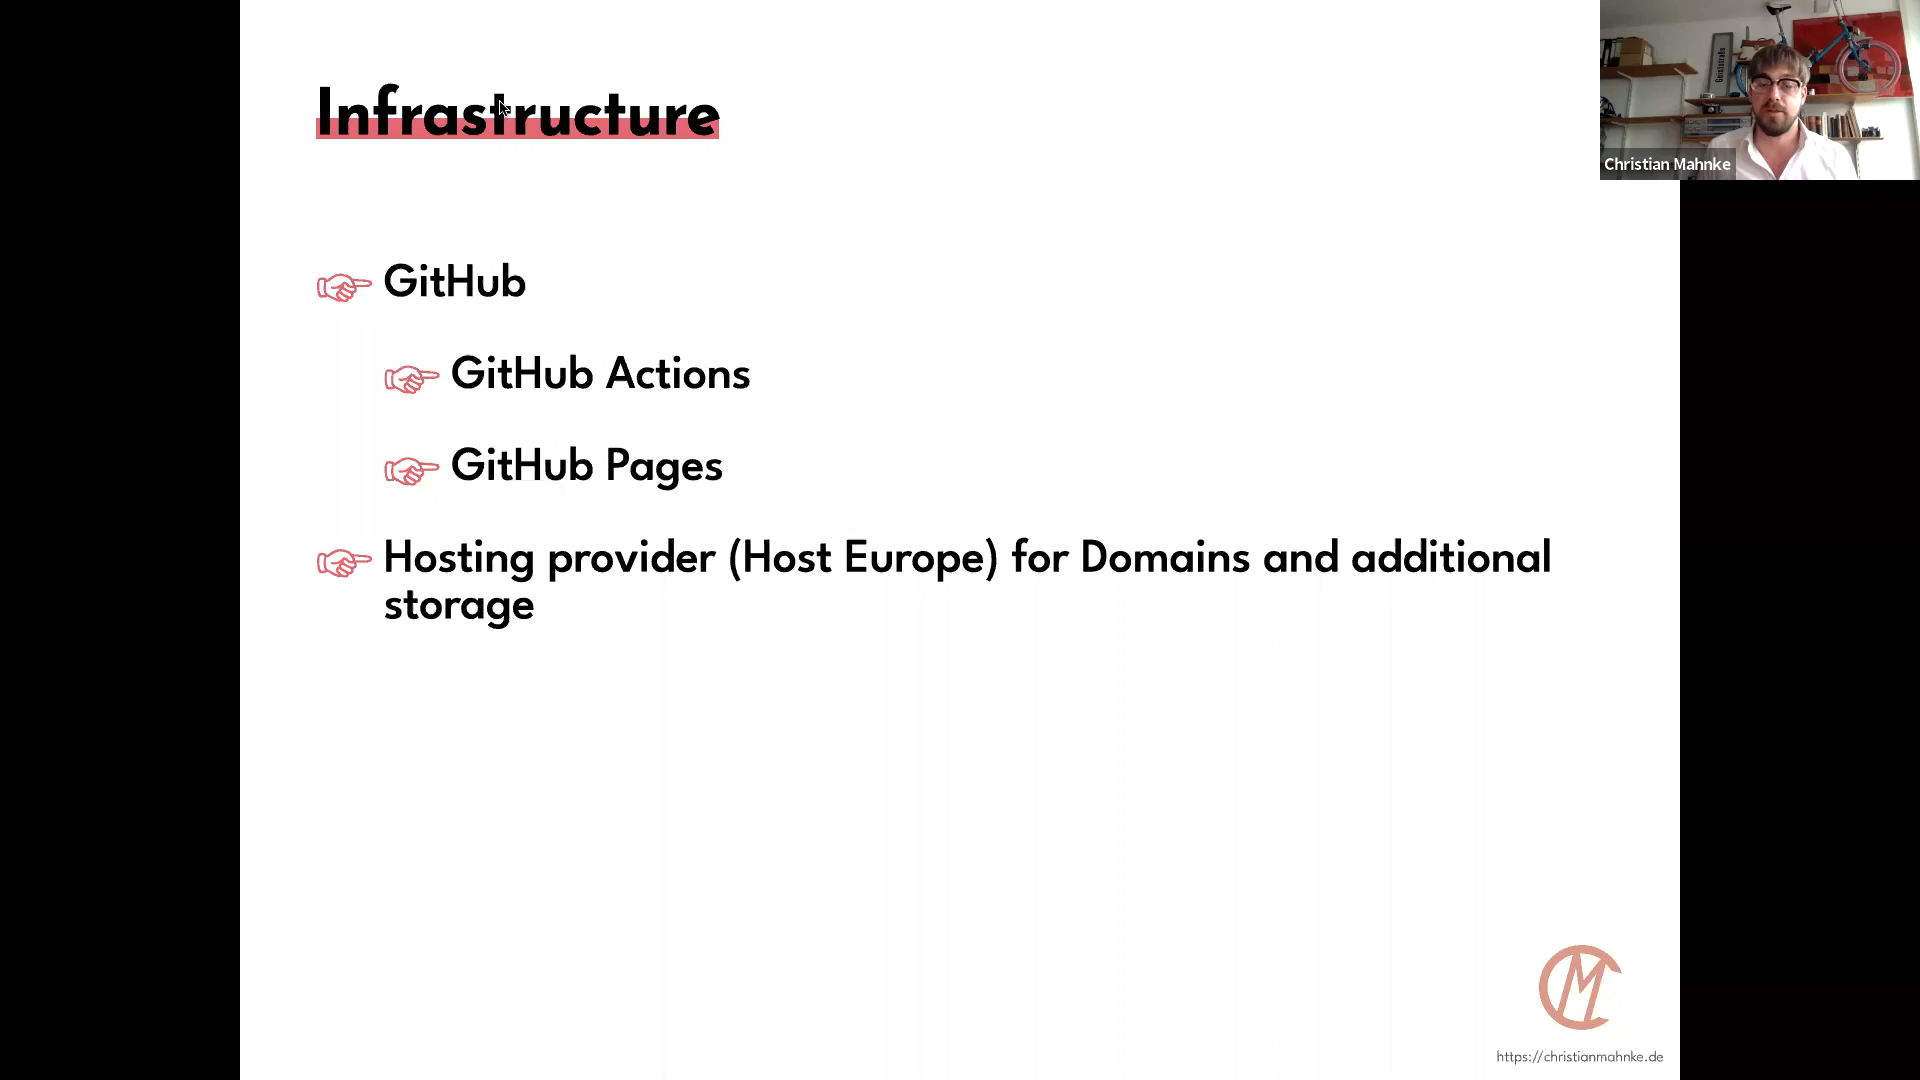 Infrastructure
GitHub
GitHub Actions
GitHub Pages
Hosting provider (Host Europe) for Domains and additional
storage
Christian Mahnke
https://christianmahnke.de